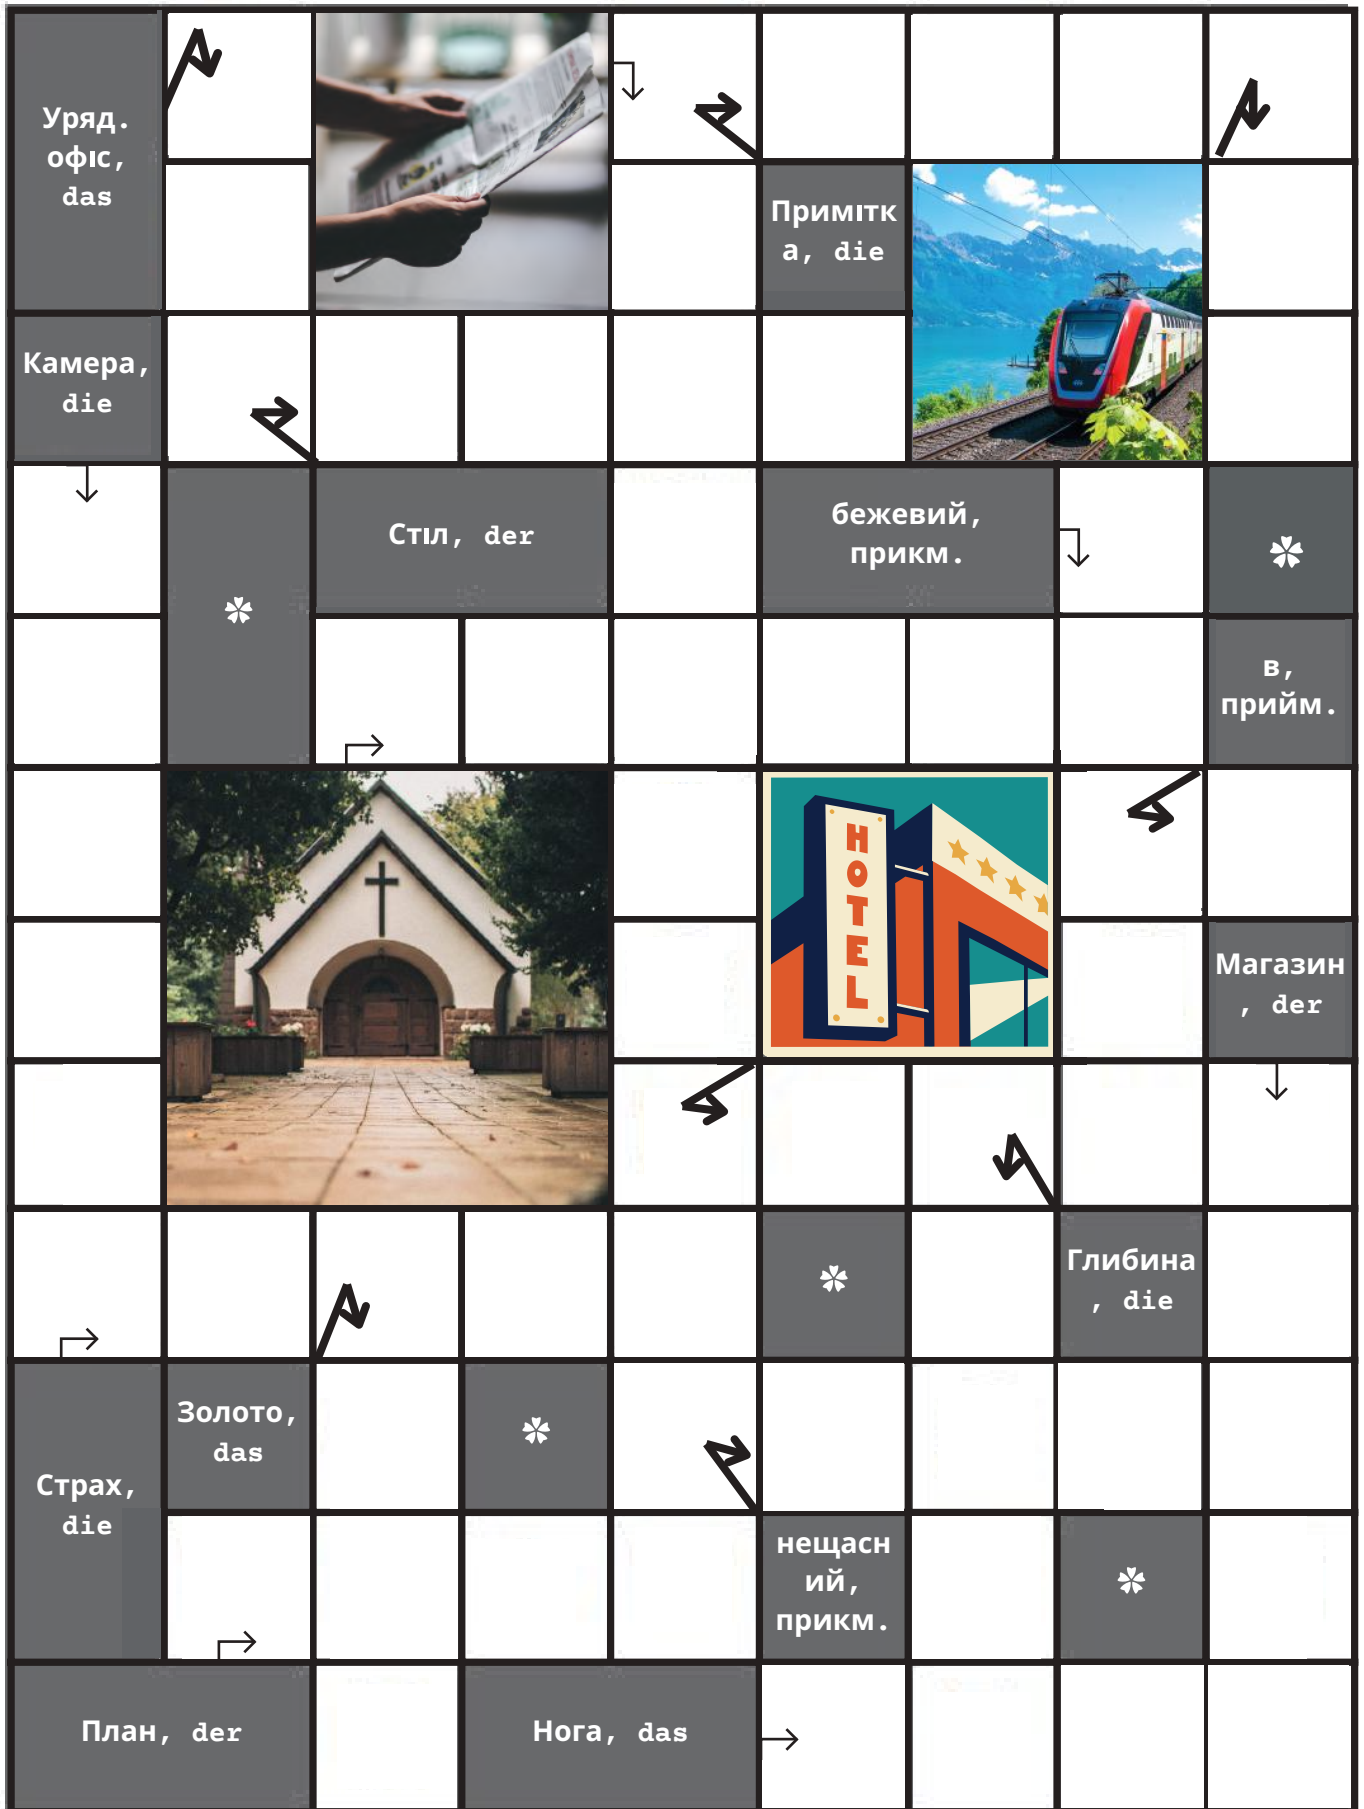 Уряд.
офіс,
das
Примітк
а, die
Камера,
die
Стіл, der
бежевий,
прикм.
в,
прийм.
HOTEL
Магазин
, der
Глибина
, die
Золото,
das
Страх,
die
нещасн
ий,
прикм.
План, der
Нога, das